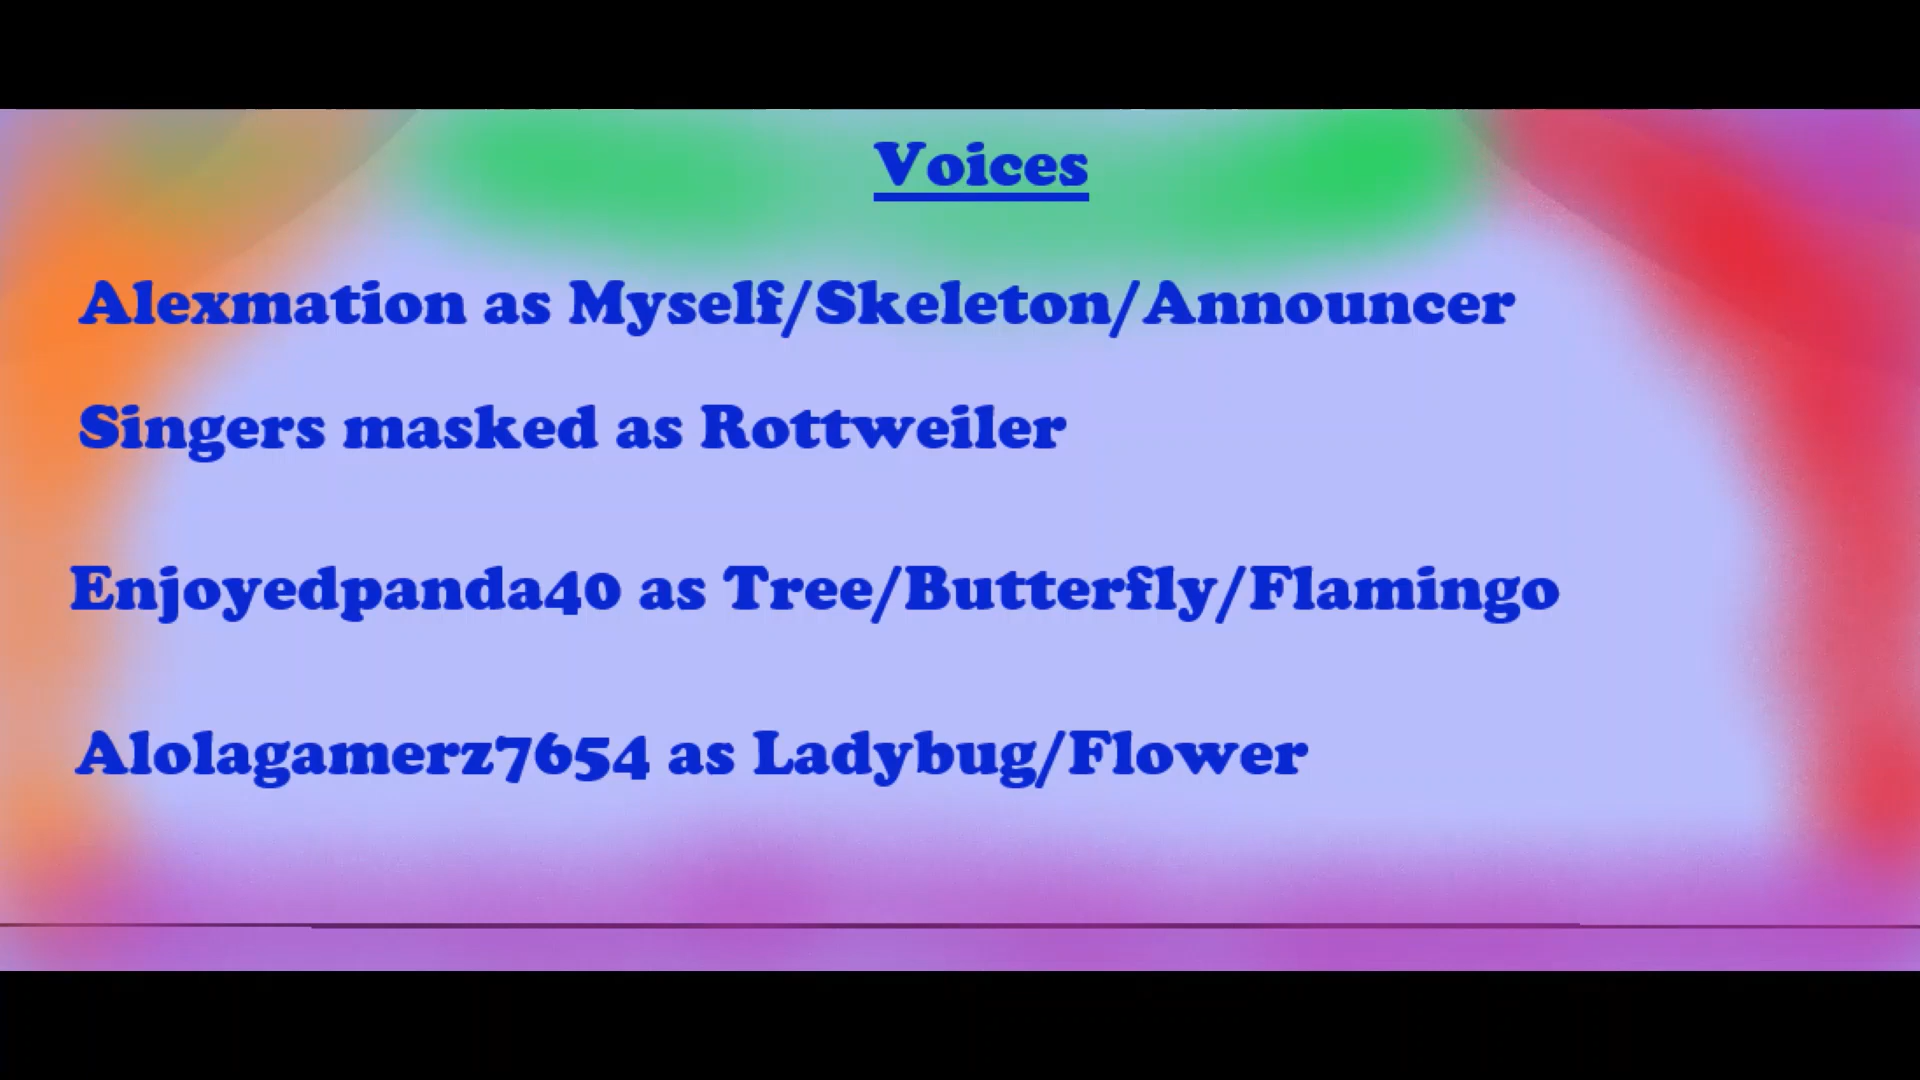 Voices
Alexmation as Myself/Skeleton/Announcer
Singers masked as Rottweiler
Enjoyedpanda40 as Tree/Butterfly/Flamingo
Alolagamerz7654 as Ladybug/Flower